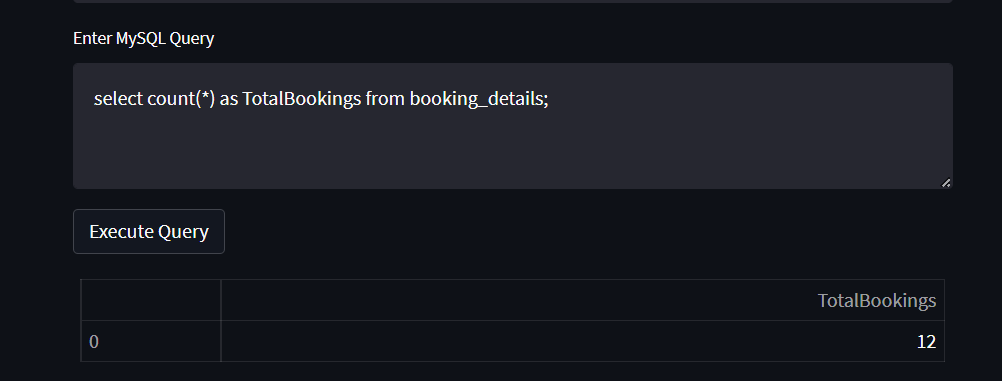 Enter MySQL Query
select count(*) as TotalBookings from booking_details;
Execute Query
TotalBookings
0 12